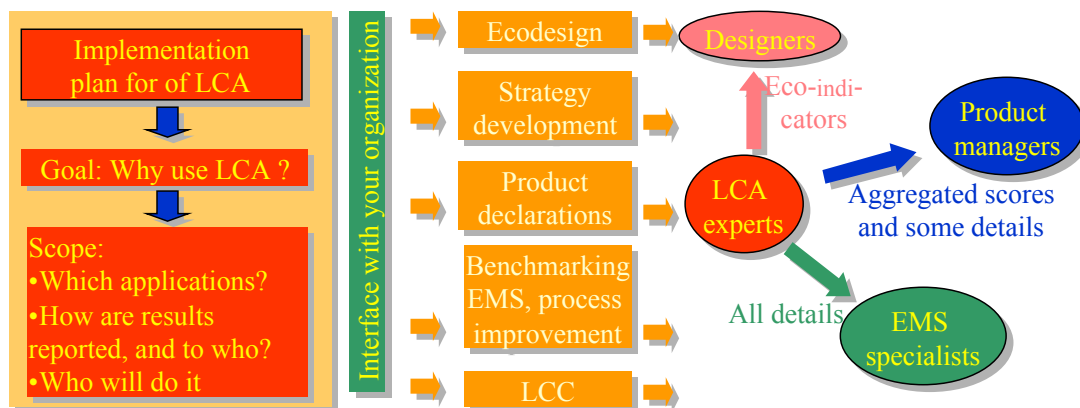 Implementation
plan for of LCA
Goal: Why use LCA ?
Scope:
•Which applications?
•How are results
reported, and to who?
•Who will do it
Interface with your organization
Ecodesign
Strategy
development
Product
declarations
Benchmarking
EMS, process
improvement
LCC
Designers
Eco-indi-
cators
LCA
experts
Product
managers
Aggregated scores
and some details
All details
EMS
specialists